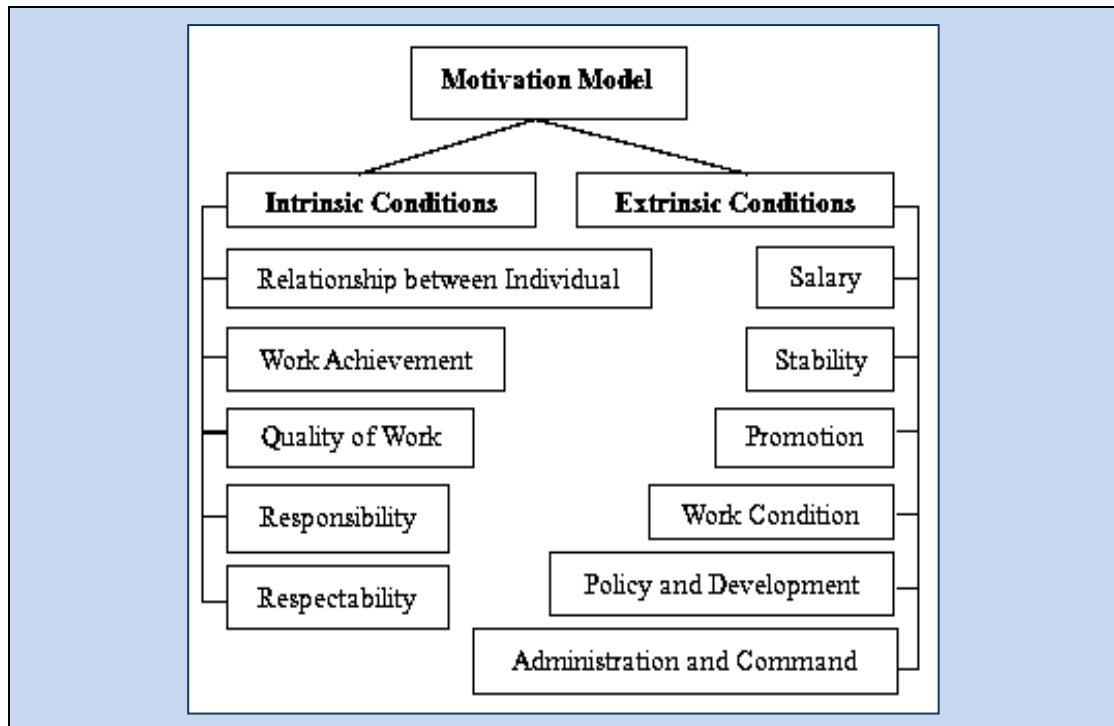 Motivation Model
Intrinsic Conditions
Extrinsic Conditions
Relationship between Individual
Salary
Work Achievement
Stability
Quality of Work
Promotion
Responsibility
Work Condition
Respectability
Policy and Development
Administration and Command